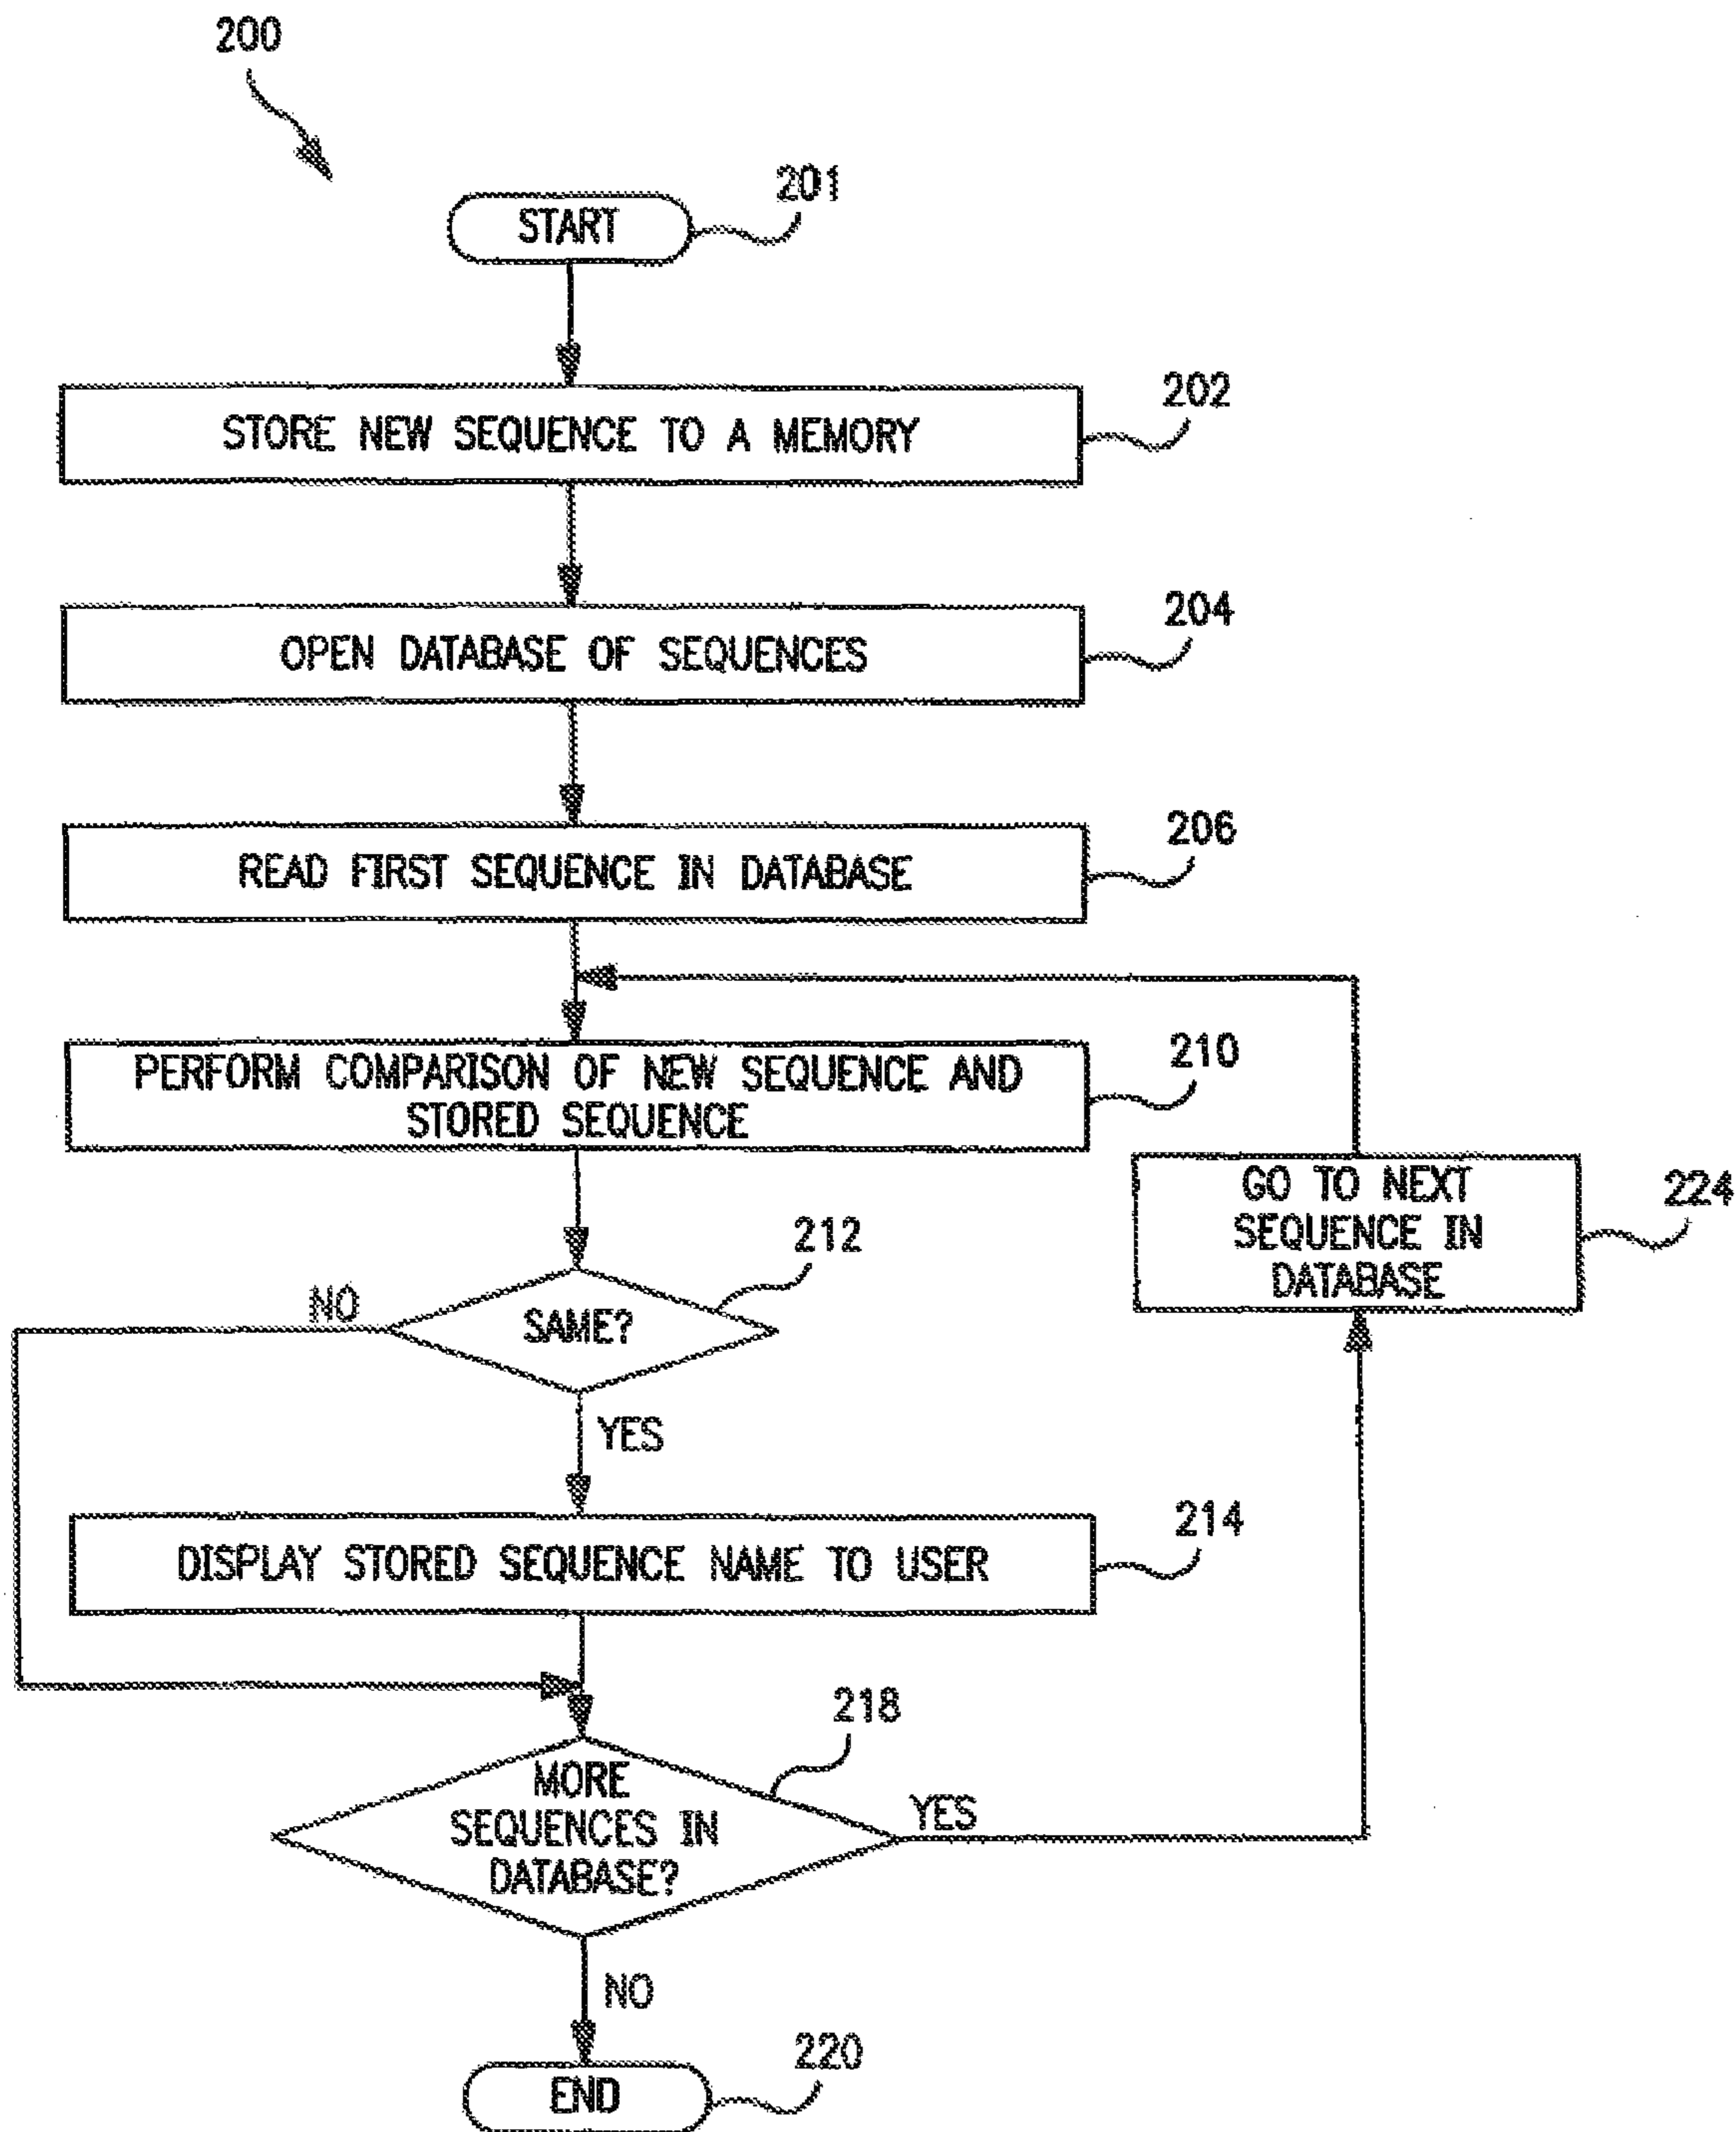 200
START
201
STORE NEW SEQUENCE TO A MEMORY
202
OPEN DATABASE OF SEQUENCES
204
READ FIRST SEQUENCE IN DATABASE
206
PERFORM COMPARISON OF NEW SEQUENCE AND
STORED SEQUENCE
210
GO TO NEXT
SEQUENCE IN
DATABASE
224
212
NO
SAME?
YES
DISPLAY STORED SEQUENCE NAME TO USER
214
218
MORE
SEQUENCES IN
DATABASE?
YES
NO
END
220